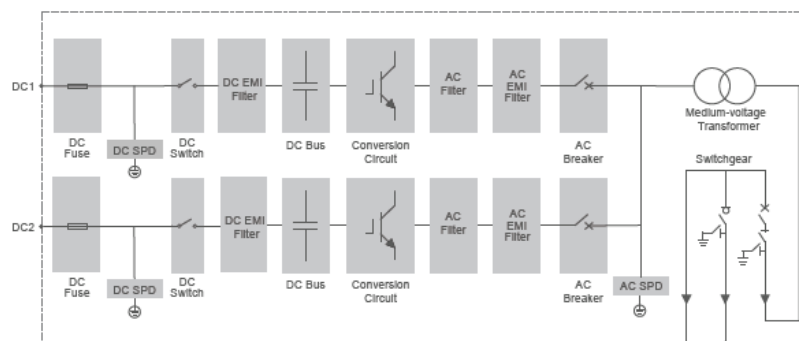 DC1
DC
Fuse
DC SPD
DC
Switch
DC EMI
Filter
DC Bus
Conversion
Circuit
AC
Filter
AC
EMI
Filter
AC
Breaker
Medium-voltage
Transformer
Switchgear
DC2
DC
Fuse
DC SPD
DC
Switch
DC EMI
Filter
DC Bus
Conversion
Circuit
AC
Filter
AC
EMI
Filter
AC
Breaker
AC SPD